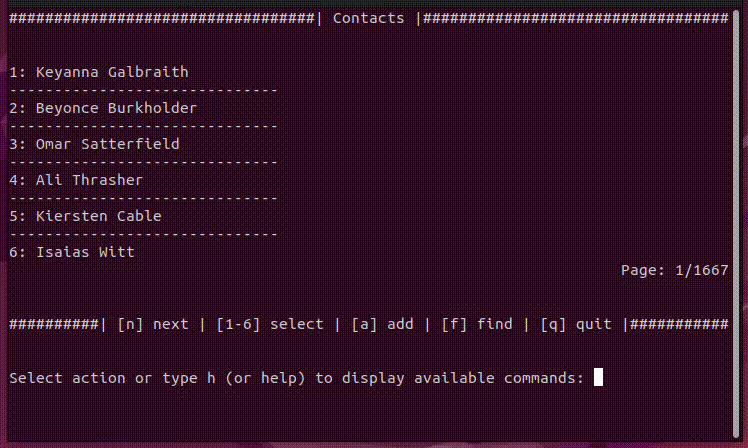 ##################################| Contacts |##################################
1: Keyanna Galbraith
------------------------------
2: Beyonce Burkholder
------------------------------
3: Omar Satterfield
------------------------------
4: Ali Thrasher
------------------------------
5: Kiersten Cable
------------------------------
6: Isaias Witt
Page: 1/1667
##########| [n] next | [1-6] select | [a] add | [f] find | [q] quit |###########
Select action or type h (or help) to display available commands: